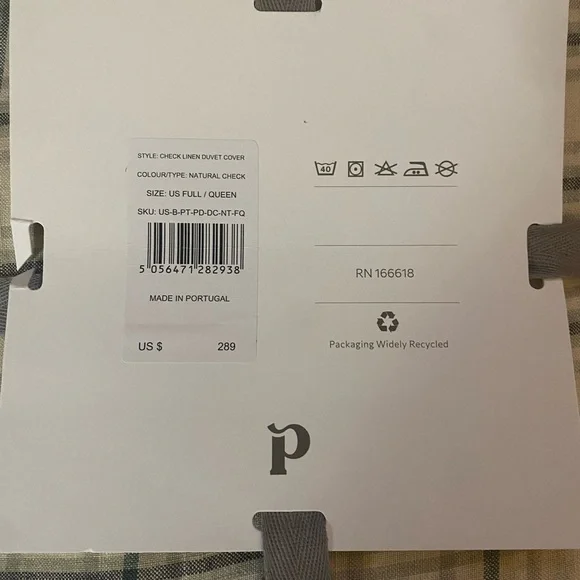 STYLE: CHECK LINEN DUVET COVER
COLOUR/TYPE: NATURAL CHECK
SIZE: US FULL / QUEEN
SKU: US-B-PT-PD-DC-NT-FQ
5 056471 282938
MADE IN PORTUGAL
US $ 289
40
RN 166618
Packaging Widely Recycled
p